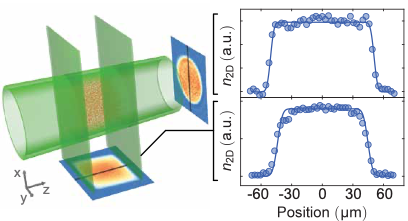 n2D (a.u.)
n2D (a.u.)
-60 -30 0 30 60
Position (μm)
x
y
z